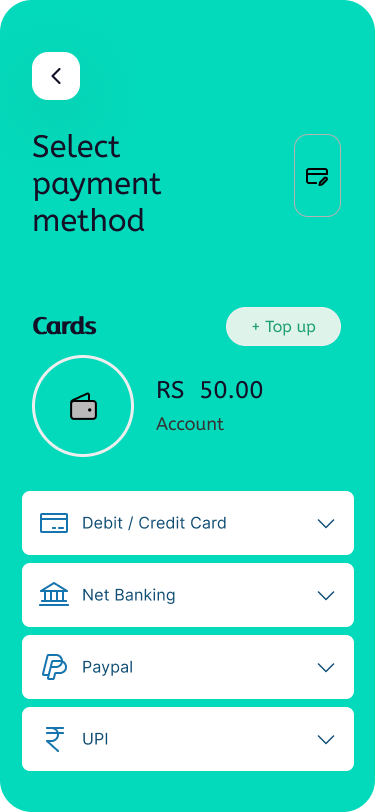 Select
payment
method
Cards
+ Top up
RS 50.00
Account
Debit / Credit Card
Net Banking
Paypal
UPI